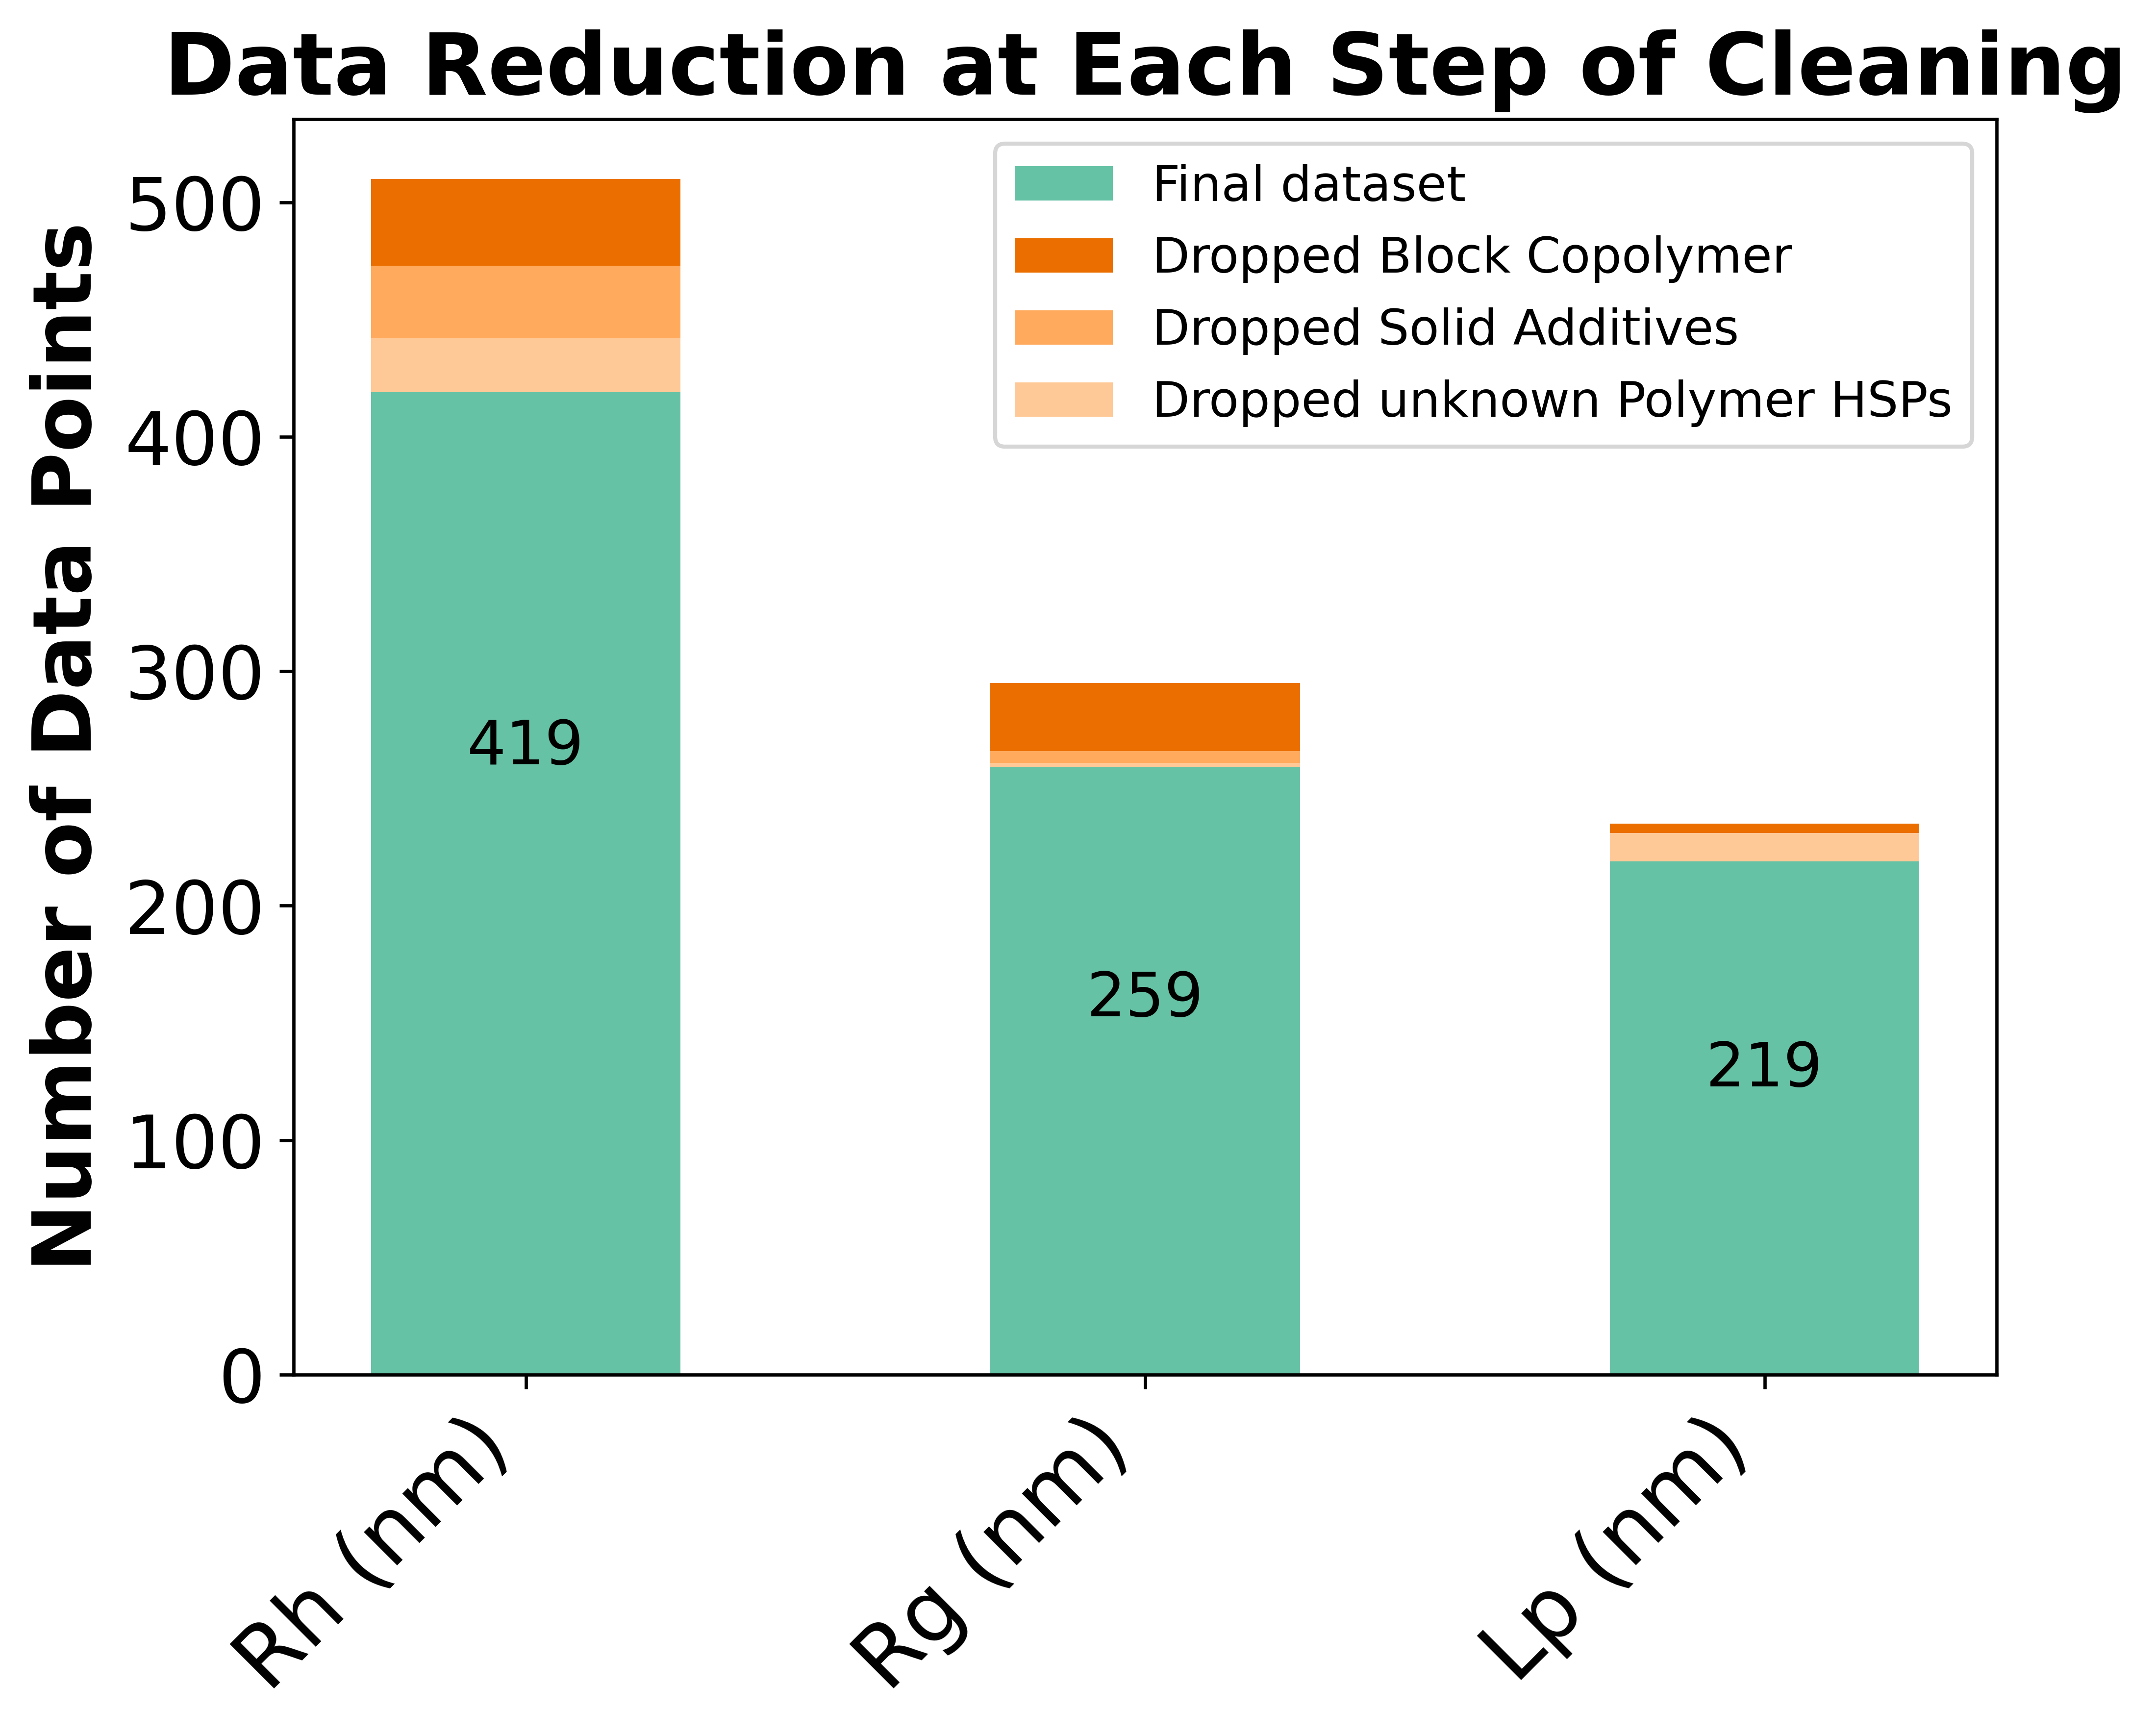 Data Reduction at Each Step of Cleaning
Number of Data Points
500
400
300
200
100
0
Final dataset
Dropped Block Copolymer
Dropped Solid Additives
Dropped unknown Polymer HSPs
419
259
219
Rh (nm)
Rg (nm)
Lp (nm)